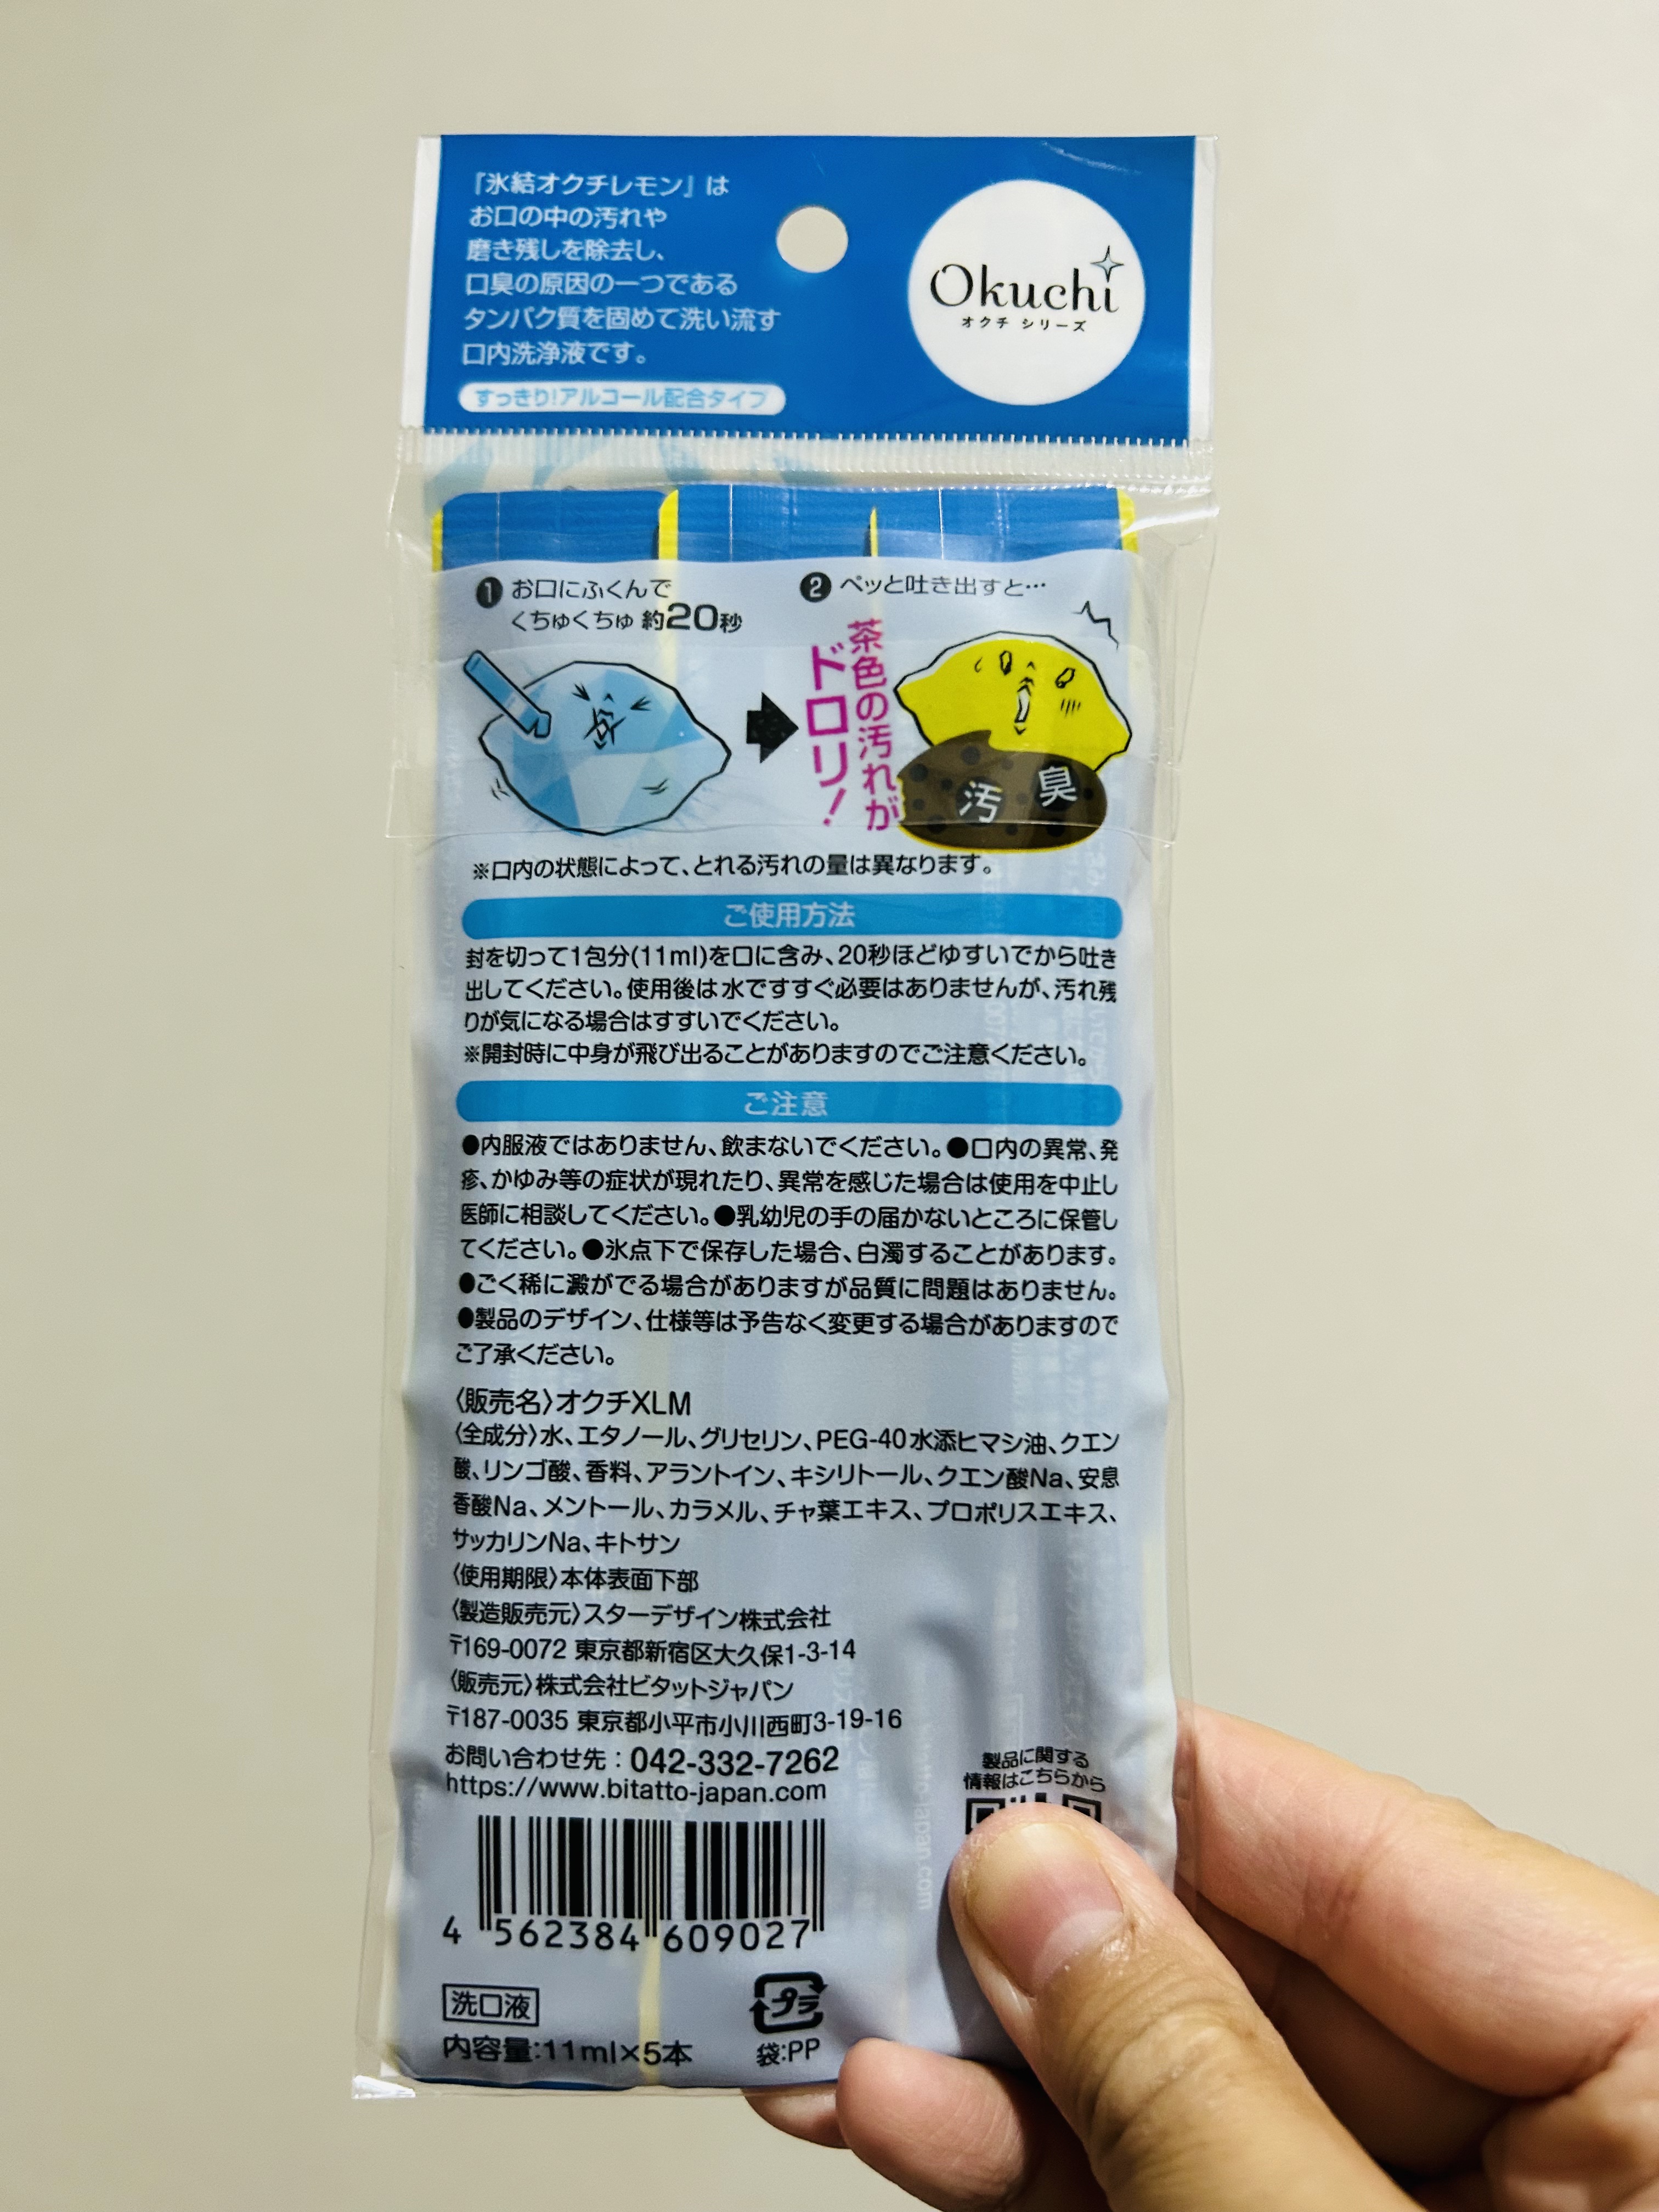 『氷結オクチレモン』は
お口の中の汚れや
磨き残しを除去し、
口臭の原因の一つである
タンパク質を固めて洗い流す
口内洗浄液です。
すっきり!アルコール配合タイプ
Okuchi
オクチ シリーズ
1 お口にふくんで
くちゅくちゅ 約20秒
2 ペッと吐き出すと…
茶色の汚れが
ドロリ!
汚 臭
※口内の状態によって、とれる汚れの量は異なります。
ご使用方法
封を切って1包分(11ml)を口に含み、20秒ほどゆすいでから吐き
出してください。使用後は水ですすぐ必要はありませんが、汚れ残
りが気になる場合はすすいでください。
※開封時に中身が飛び出ることがありますのでご注意ください。
ご注意
●内服液ではありません、飲まないでください。●口内の異常、発
疹、かゆみ等の症状が現れたり、異常を感じた場合は使用を中止し
医師に相談してください。●乳幼児の手の届かないところに保管し
てください。●氷点下で保存した場合、白濁することがあります。
●ごく稀に澱がでる場合がありますが品質に問題はありません。
●製品のデザイン、仕様等は予告なく変更する場合がありますので
ご了承ください。
〈販売名〉オクチXLM
〈全成分〉水、エタノール、グリセリン、PEG-40水添ヒマシ油、クエン
酸、リンゴ酸、香料、アラントイン、キシリトール、クエン酸Na、安息
香酸Na、メントール、カラメル、チャ葉エキス、プロポリスエキス、
サッカリンNa、キトサン
〈使用期限〉本体表面下部
〈製造販売元〉スターデザイン株式会社
〒169-0072 東京都新宿区大久保1-3-14
〈販売元〉株式会社ビタットジャパン
〒187-0035 東京都小平市小川西町3-19-16
お問い合わせ先：042-332-7262
https://www.bitatto-japan.com
製品に関する
情報はこちらから
4 562384 609027
洗口液
プラ
内容量:11ml×5本
袋:PP